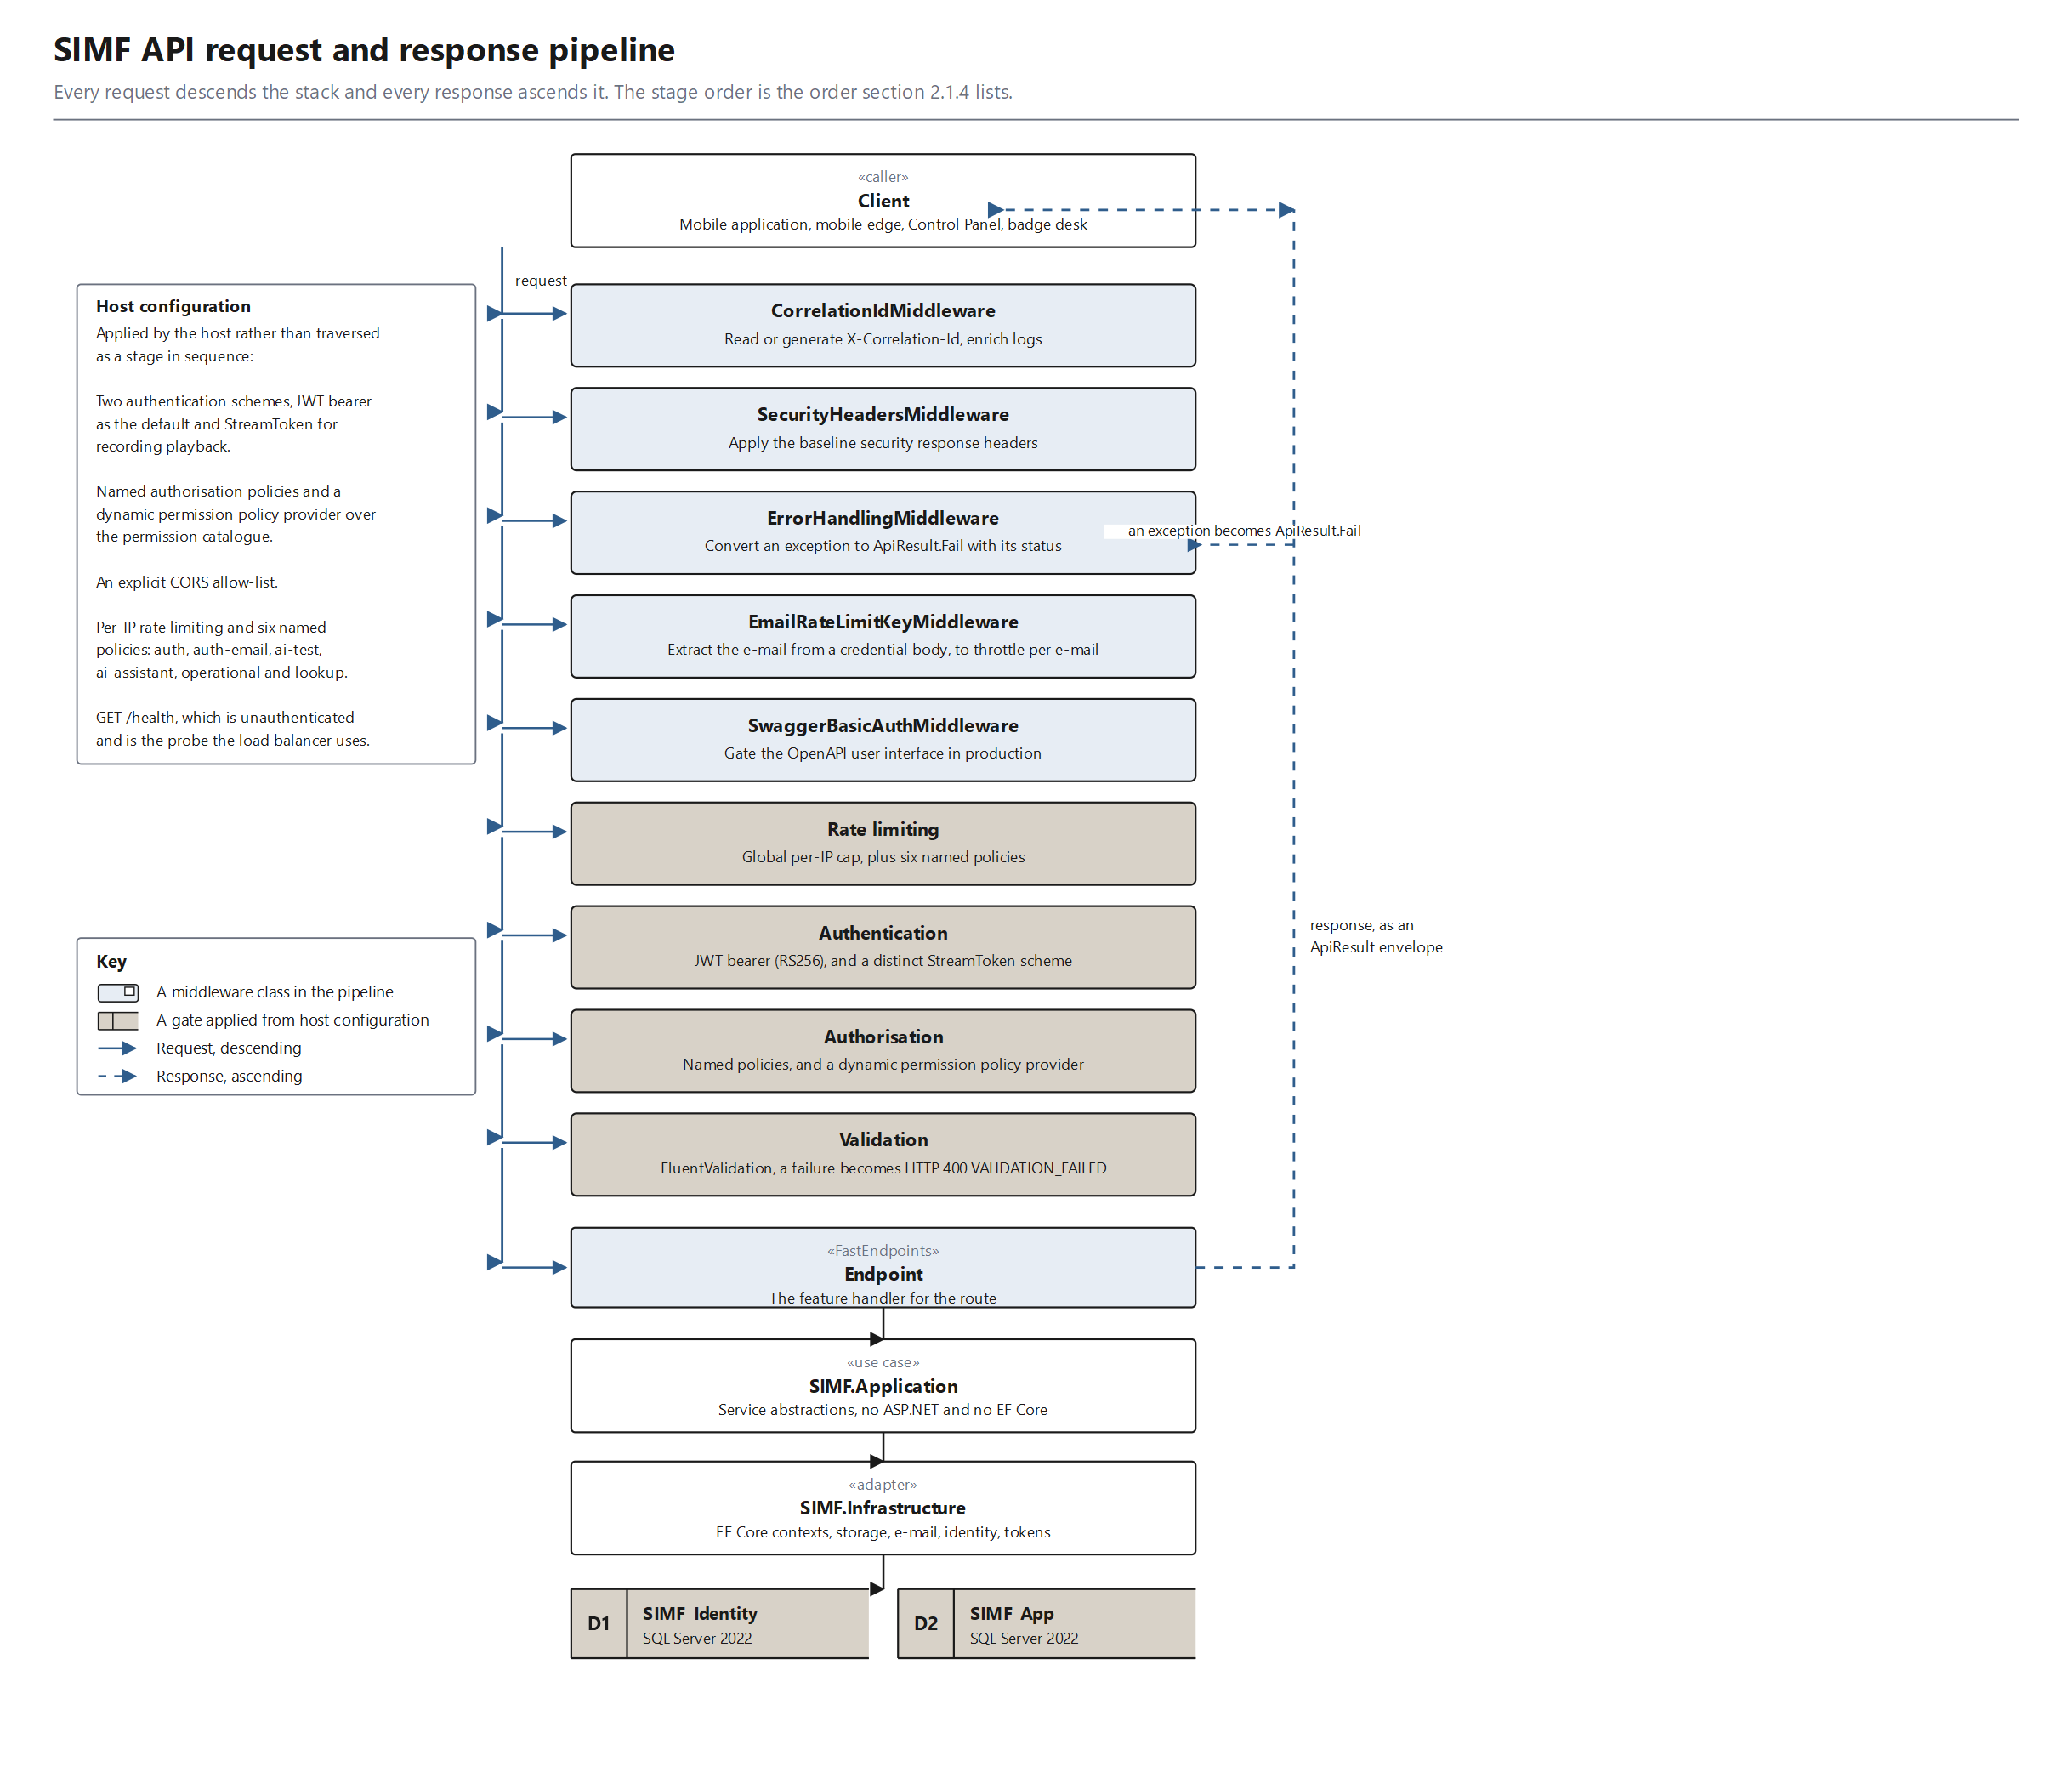 SIMF API request and response pipeline
Every request descends the stack and every response ascends it. The stage order is the order section 2.1.4 lists.
«caller»
Client
Mobile application, mobile edge, Control Panel, badge desk
request
Host configuration
Applied by the host rather than traversed
as a stage in sequence:
Two authentication schemes, JWT bearer
as the default and StreamToken for
recording playback.
Named authorisation policies and a
dynamic permission policy provider over
the permission catalogue.
An explicit CORS allow-list.
Per-IP rate limiting and six named
policies: auth, auth-email, ai-test,
ai-assistant, operational and lookup.
GET /health, which is unauthenticated
and is the probe the load balancer uses.
CorrelationIdMiddleware
Read or generate X-Correlation-Id, enrich logs
SecurityHeadersMiddleware
Apply the baseline security response headers
ErrorHandlingMiddleware
Convert an exception to ApiResult.Fail with its status
an exception becomes ApiResult.Fail
EmailRateLimitKeyMiddleware
Extract the e-mail from a credential body, to throttle per e-mail
SwaggerBasicAuthMiddleware
Gate the OpenAPI user interface in production
Rate limiting
Global per-IP cap, plus six named policies
Authentication
JWT bearer (RS256), and a distinct StreamToken scheme
response, as an
ApiResult envelope
Key
A middleware class in the pipeline
A gate applied from host configuration
Request, descending
Response, ascending
Authorisation
Named policies, and a dynamic permission policy provider
Validation
FluentValidation, a failure becomes HTTP 400 VALIDATION_FAILED
«FastEndpoints»
Endpoint
The feature handler for the route
«use case»
SIMF.Application
Service abstractions, no ASP.NET and no EF Core
«adapter»
SIMF.Infrastructure
EF Core contexts, storage, e-mail, identity, tokens
D1
SIMF_Identity
SQL Server 2022
D2
SIMF_App
SQL Server 2022